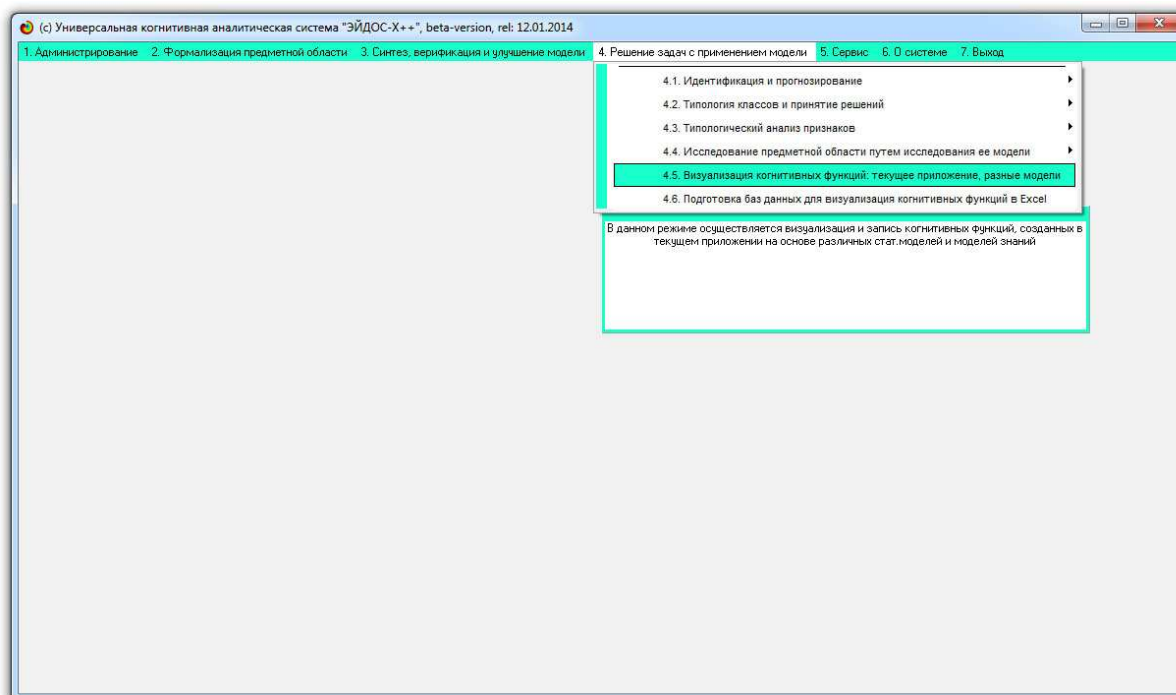 (с) Универсальная когнитивная аналитическая система "ЭЙДОС-X++", beta-version, rel: 12.01.2014
1. Администрирование 2. Формализация предметной области 3. Синтез, верификация и улучшение модели 4. Решение задач с применением модели 5. Сервис 6. О системе 7. Выход
4.1. Идентификация и прогнозирование
4.2. Типология классов и принятие решений
4.3. Типологический анализ признаков
4.4. Исследование предметной области путем исследования ее модели
4.5. Визуализация когнитивных функций: текущее приложение, разные модели
4.6. Подготовка баз данных для визуализация когнитивных функций в Excel
В данном режиме осуществляется визуализация и запись когнитивных функций, созданных в
текущем приложении на основе различных стат.моделей и моделей знаний